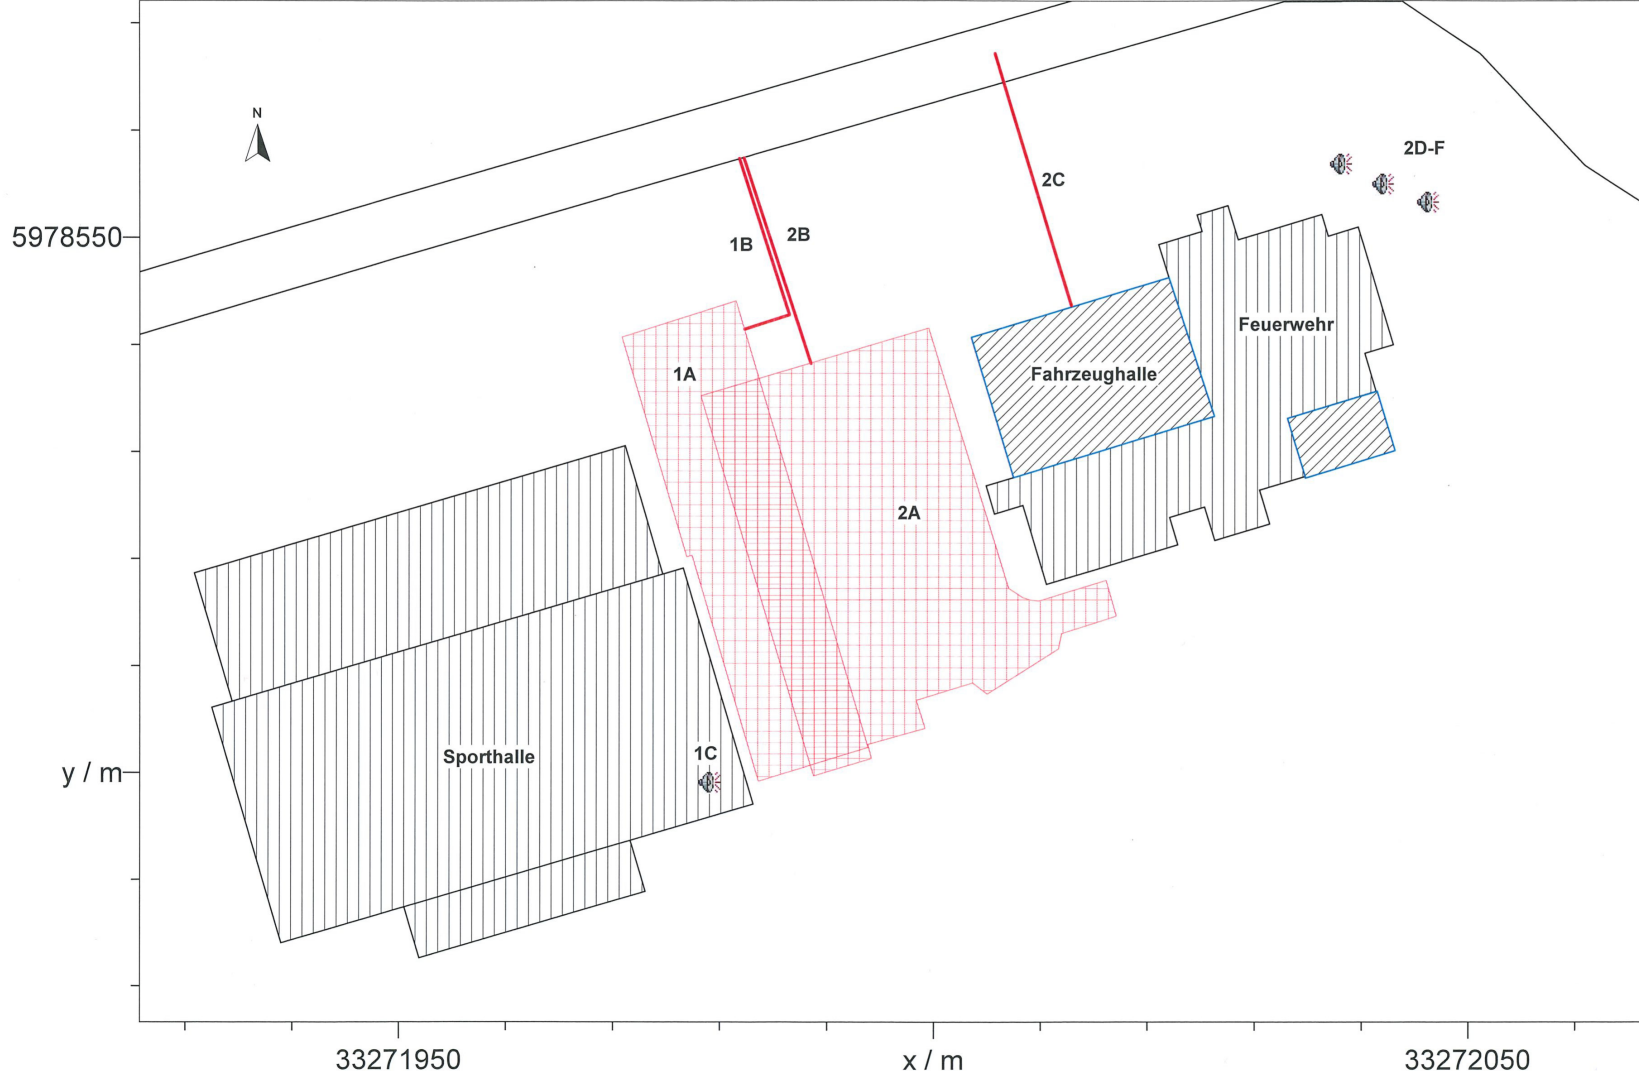 N
2D-F
2C
5978550
1B
2B
Feuerwehr
1A
Fahrzeughalle
2A
Sporthalle
1C
y / m
33271950
x / m
33272050